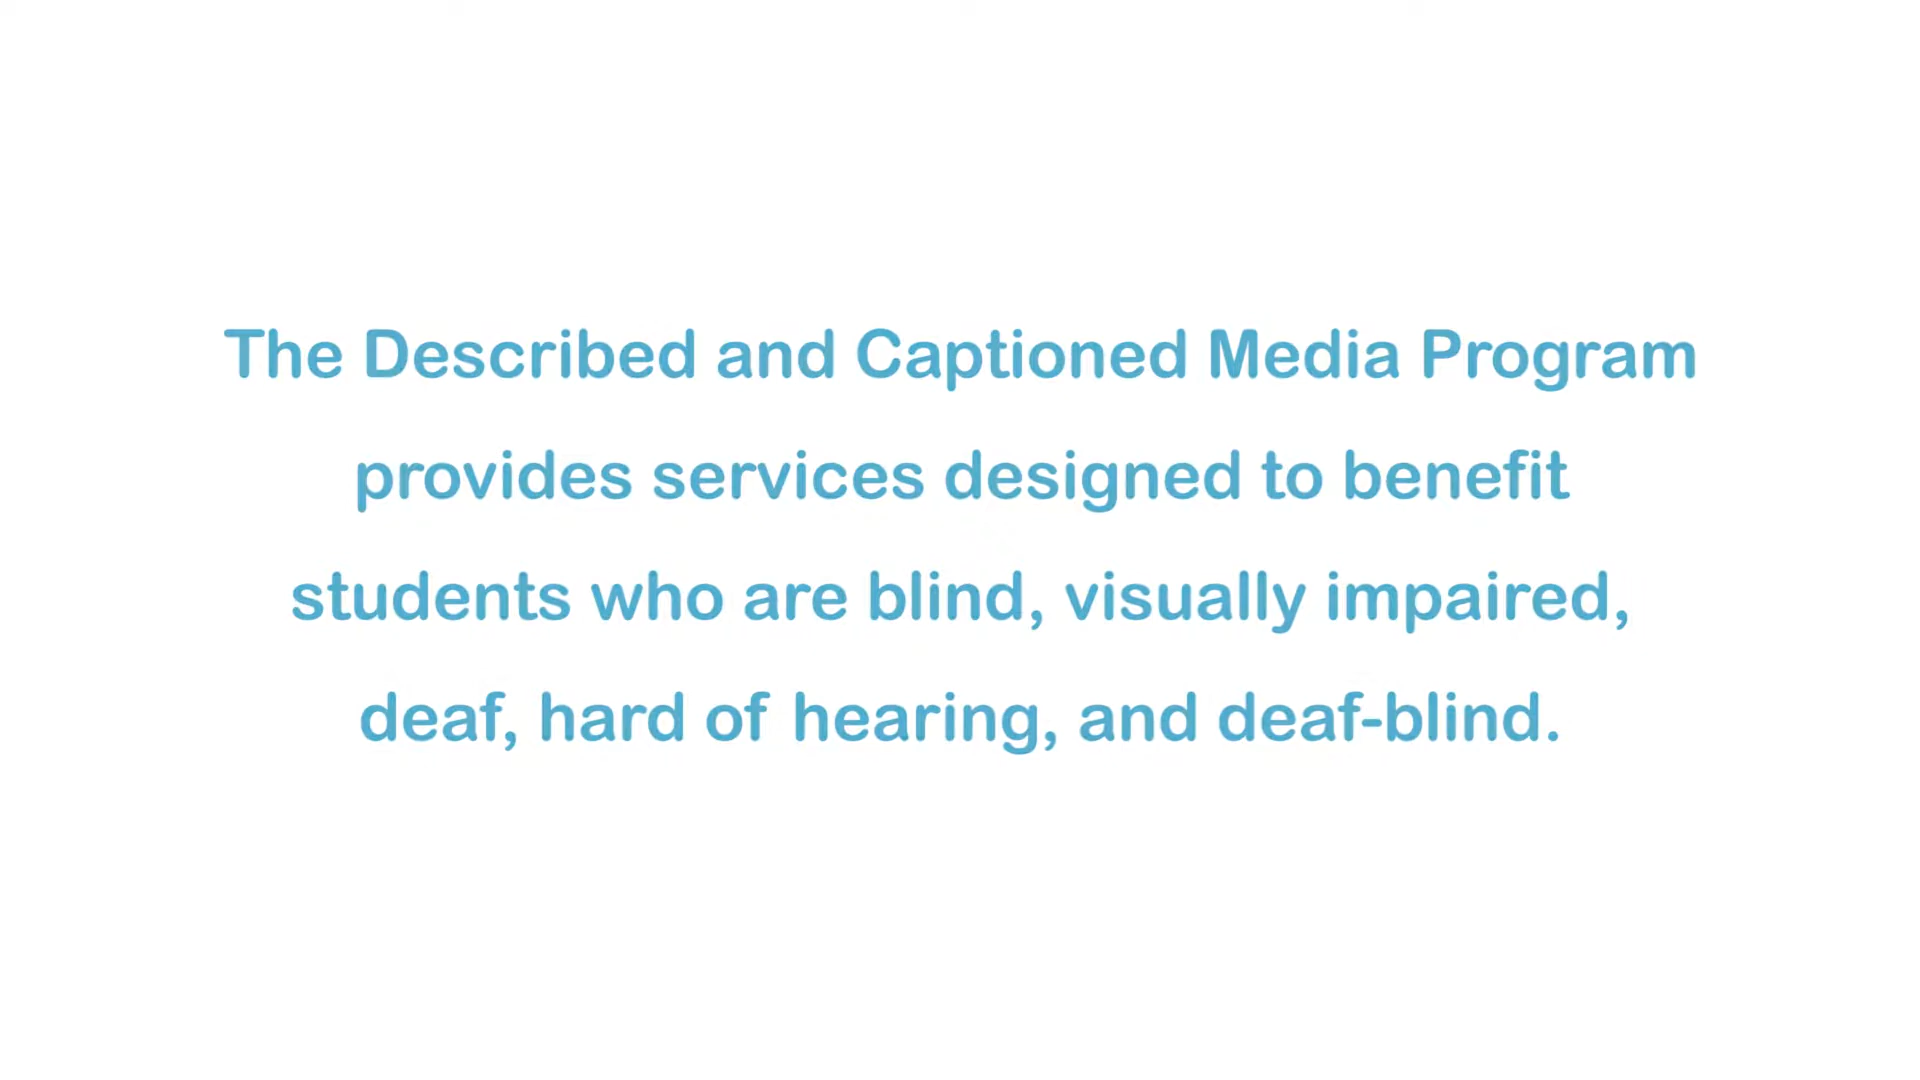 The Described and Captioned Media Program
provides services designed to benefit
students who are blind, visually impaired,
deaf, hard of hearing, and deaf-blind.